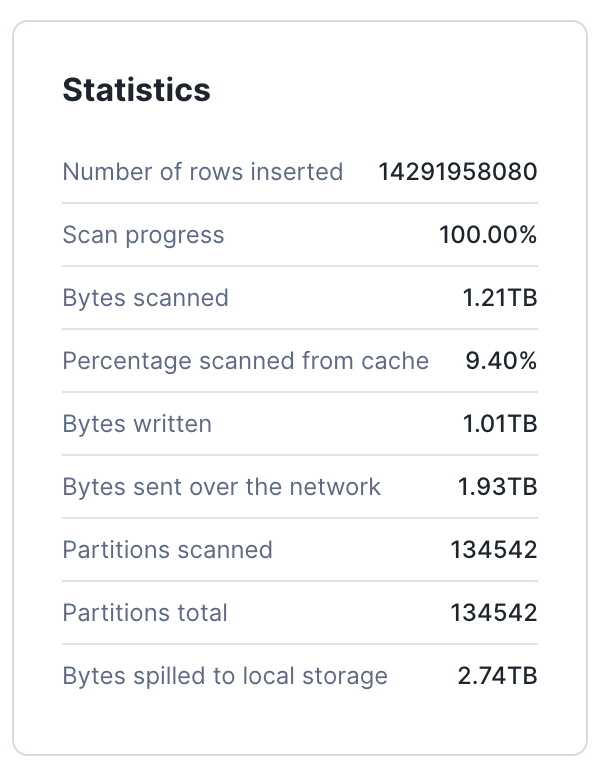 Statistics
Number of rows inserted 14291958080
Scan progress 100.00%
Bytes scanned 1.21TB
Percentage scanned from cache 9.40%
Bytes written 1.01TB
Bytes sent over the network 1.93TB
Partitions scanned 134542
Partitions total 134542
Bytes spilled to local storage 2.74TB